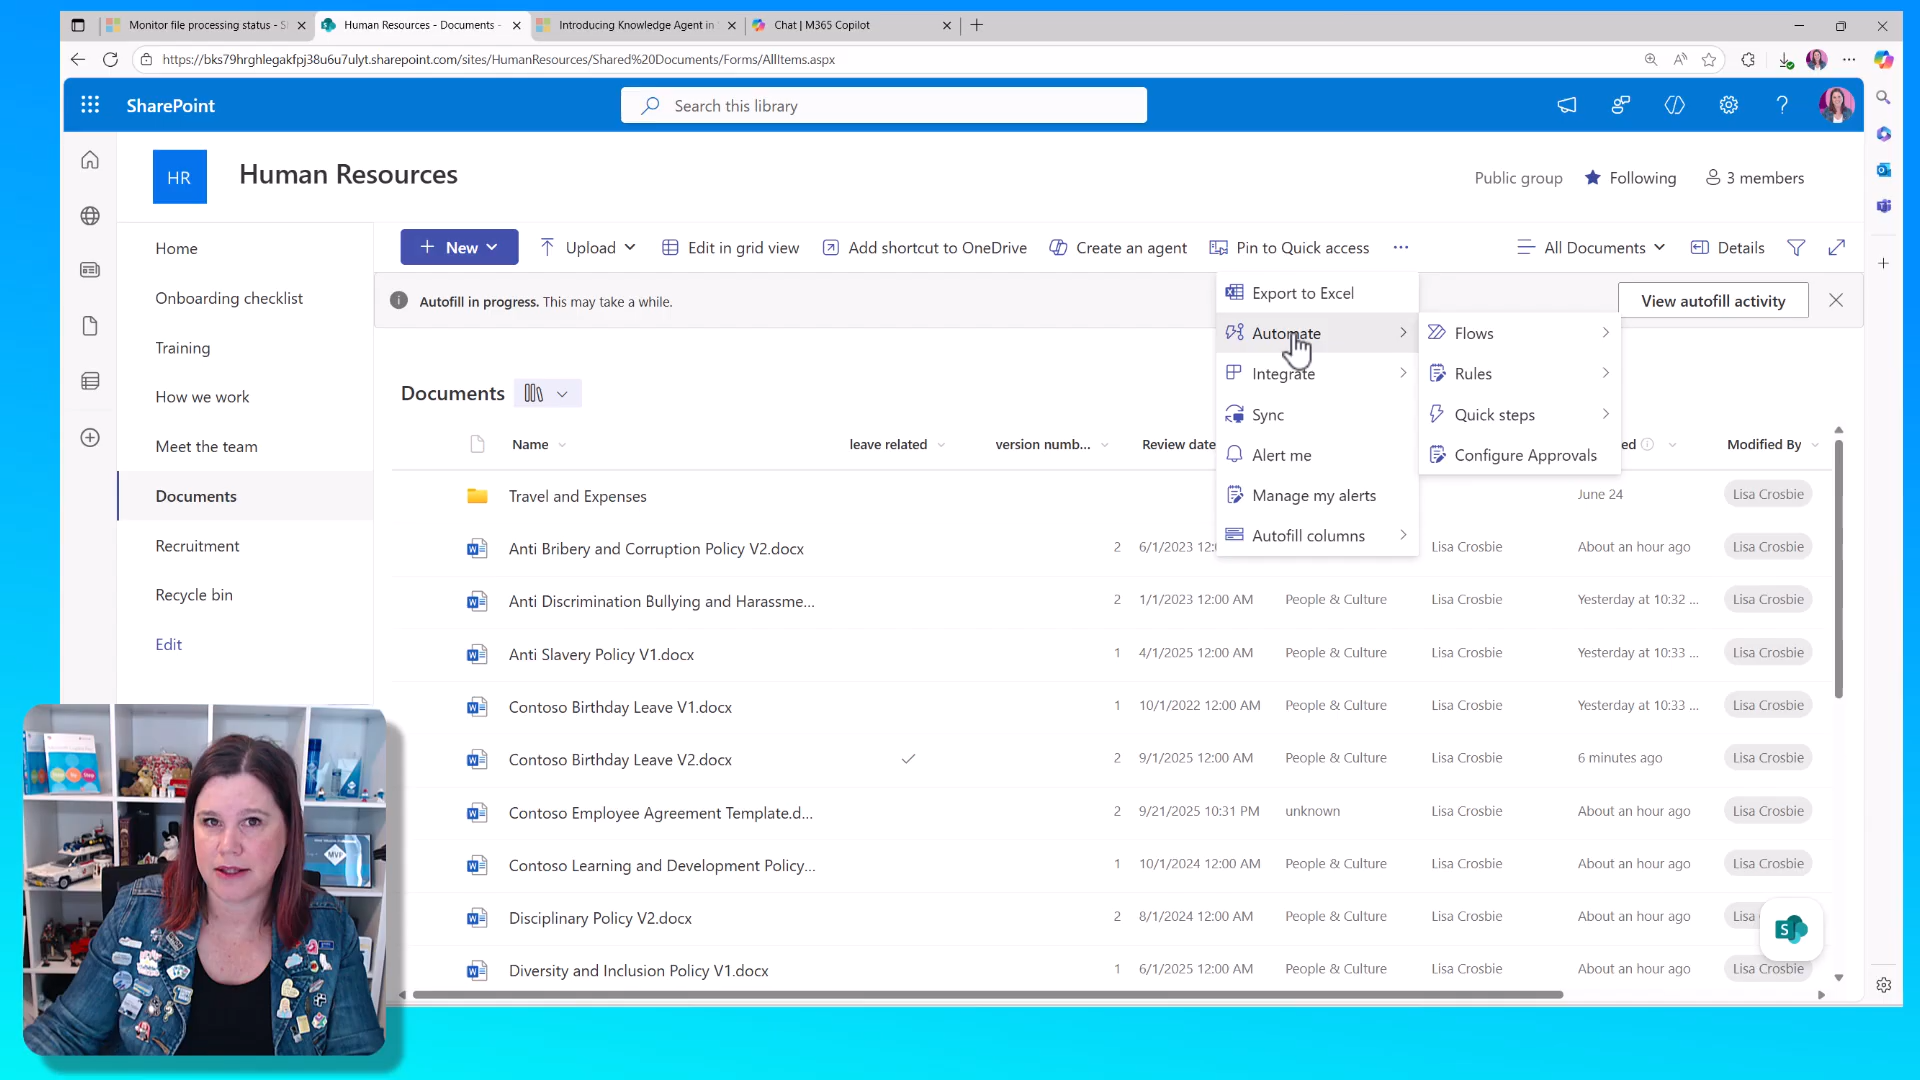 Monitor file processing status - S
Human Resources - Documents -
Introducing Knowledge Agent in
Chat | M365 Copilot
https://bks79hrghlegakfpj38u6u7ulyt.sharepoint.com/sites/HumanResources/Shared%20Documents/Forms/AllItems.aspx
SharePoint
Search this library
HR
Human Resources
Public group
Following
3 members
Home
Onboarding checklist
Training
How we work
Meet the team
Documents
Recruitment
Recycle bin
Edit
New
Upload
Edit in grid view
Add shortcut to OneDrive
Create an agent
Pin to Quick access
All Documents
Details
Autofill in progress. This may take a while.
View autofill activity
Export to Excel
Automate
Integrate
Sync
Alert me
Manage my alerts
Autofill columns
Flows
Rules
Quick steps
Configure Approvals
Documents
Name leave related version numb... Review date ed Modified By
Travel and Expenses June 24 Lisa Crosbie
Anti Bribery and Corruption Policy V2.docx 2 6/1/2023 12: Lisa Crosbie About an hour ago Lisa Crosbie
Anti Discrimination Bullying and Harassme... 2 1/1/2023 12:00 AM People & Culture Lisa Crosbie Yesterday at 10:32 ... Lisa Crosbie
Anti Slavery Policy V1.docx 1 4/1/2025 12:00 AM People & Culture Lisa Crosbie Yesterday at 10:33 ... Lisa Crosbie
Contoso Birthday Leave V1.docx 1 10/1/2022 12:00 AM People & Culture Lisa Crosbie Yesterday at 10:33 ... Lisa Crosbie
Contoso Birthday Leave V2.docx 2 9/1/2025 12:00 AM People & Culture Lisa Crosbie 6 minutes ago Lisa Crosbie
Contoso Employee Agreement Template.d... 2 9/21/2025 10:31 PM unknown Lisa Crosbie About an hour ago Lisa Crosbie
Contoso Learning and Development Policy... 1 10/1/2024 12:00 AM People & Culture Lisa Crosbie About an hour ago Lisa Crosbie
Disciplinary Policy V2.docx 2 8/1/2024 12:00 AM People & Culture Lisa Crosbie About an hour ago Lisa
Diversity and Inclusion Policy V1.docx 1 6/1/2025 12:00 AM People & Culture Lisa Crosbie About an hour ago Lisa Crosbie
MVP